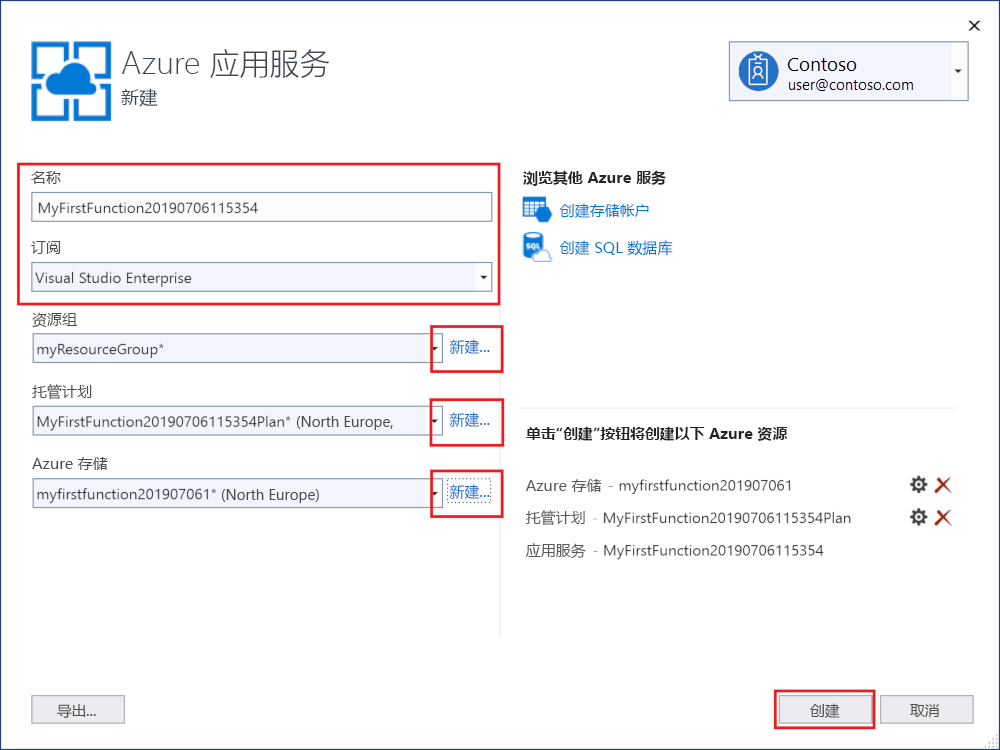 Azure 应用服务
新建
Contoso
user@contoso.com
名称
MyFirstFunction20190706115354
订阅
Visual Studio Enterprise
资源组
myResourceGroup*
新建...
托管计划
MyFirstFunction20190706115354Plan* (North Europe,
新建...
Azure 存储
myfirstfunction201907061* (North Europe)
新建...
浏览其他 Azure 服务
创建存储帐户
SQL
创建 SQL 数据库
单击“创建”按钮将创建以下 Azure 资源
Azure 存储 - myfirstfunction201907061
托管计划 - MyFirstFunction20190706115354Plan
应用服务 - MyFirstFunction20190706115354
导出...
创建
取消